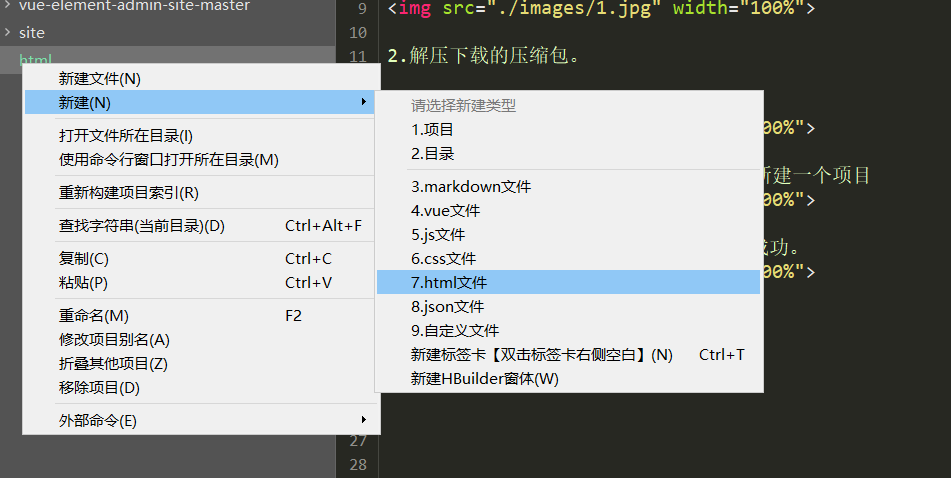 vue-element-admin-site-master
site
html
新建文件(N)
新建(N)
打开文件所在目录(I)
使用命令行窗口打开所在目录(M)
重新构建项目索引(R)
查找字符串(当前目录)(D) Ctrl+Alt+F
复制(C) Ctrl+C
粘贴(P) Ctrl+V
重命名(M) F2
修改项目别名(A)
折叠其他项目(Z)
移除项目(D)
外部命令(E)
请选择新建类型
1.项目
2.目录
3.markdown文件
4.vue文件
5.js文件
6.css文件
7.html文件
8.json文件
9.自定义文件
新建标签卡【双击标签卡右侧空白】(N) Ctrl+T
新建HBuilder窗体(W)
9 <img src="./images/1.jpg" width="100%">
10
11 2.解压下载的压缩包。
00%">
新建一个项目
00%">
成功。
00%">
27
28